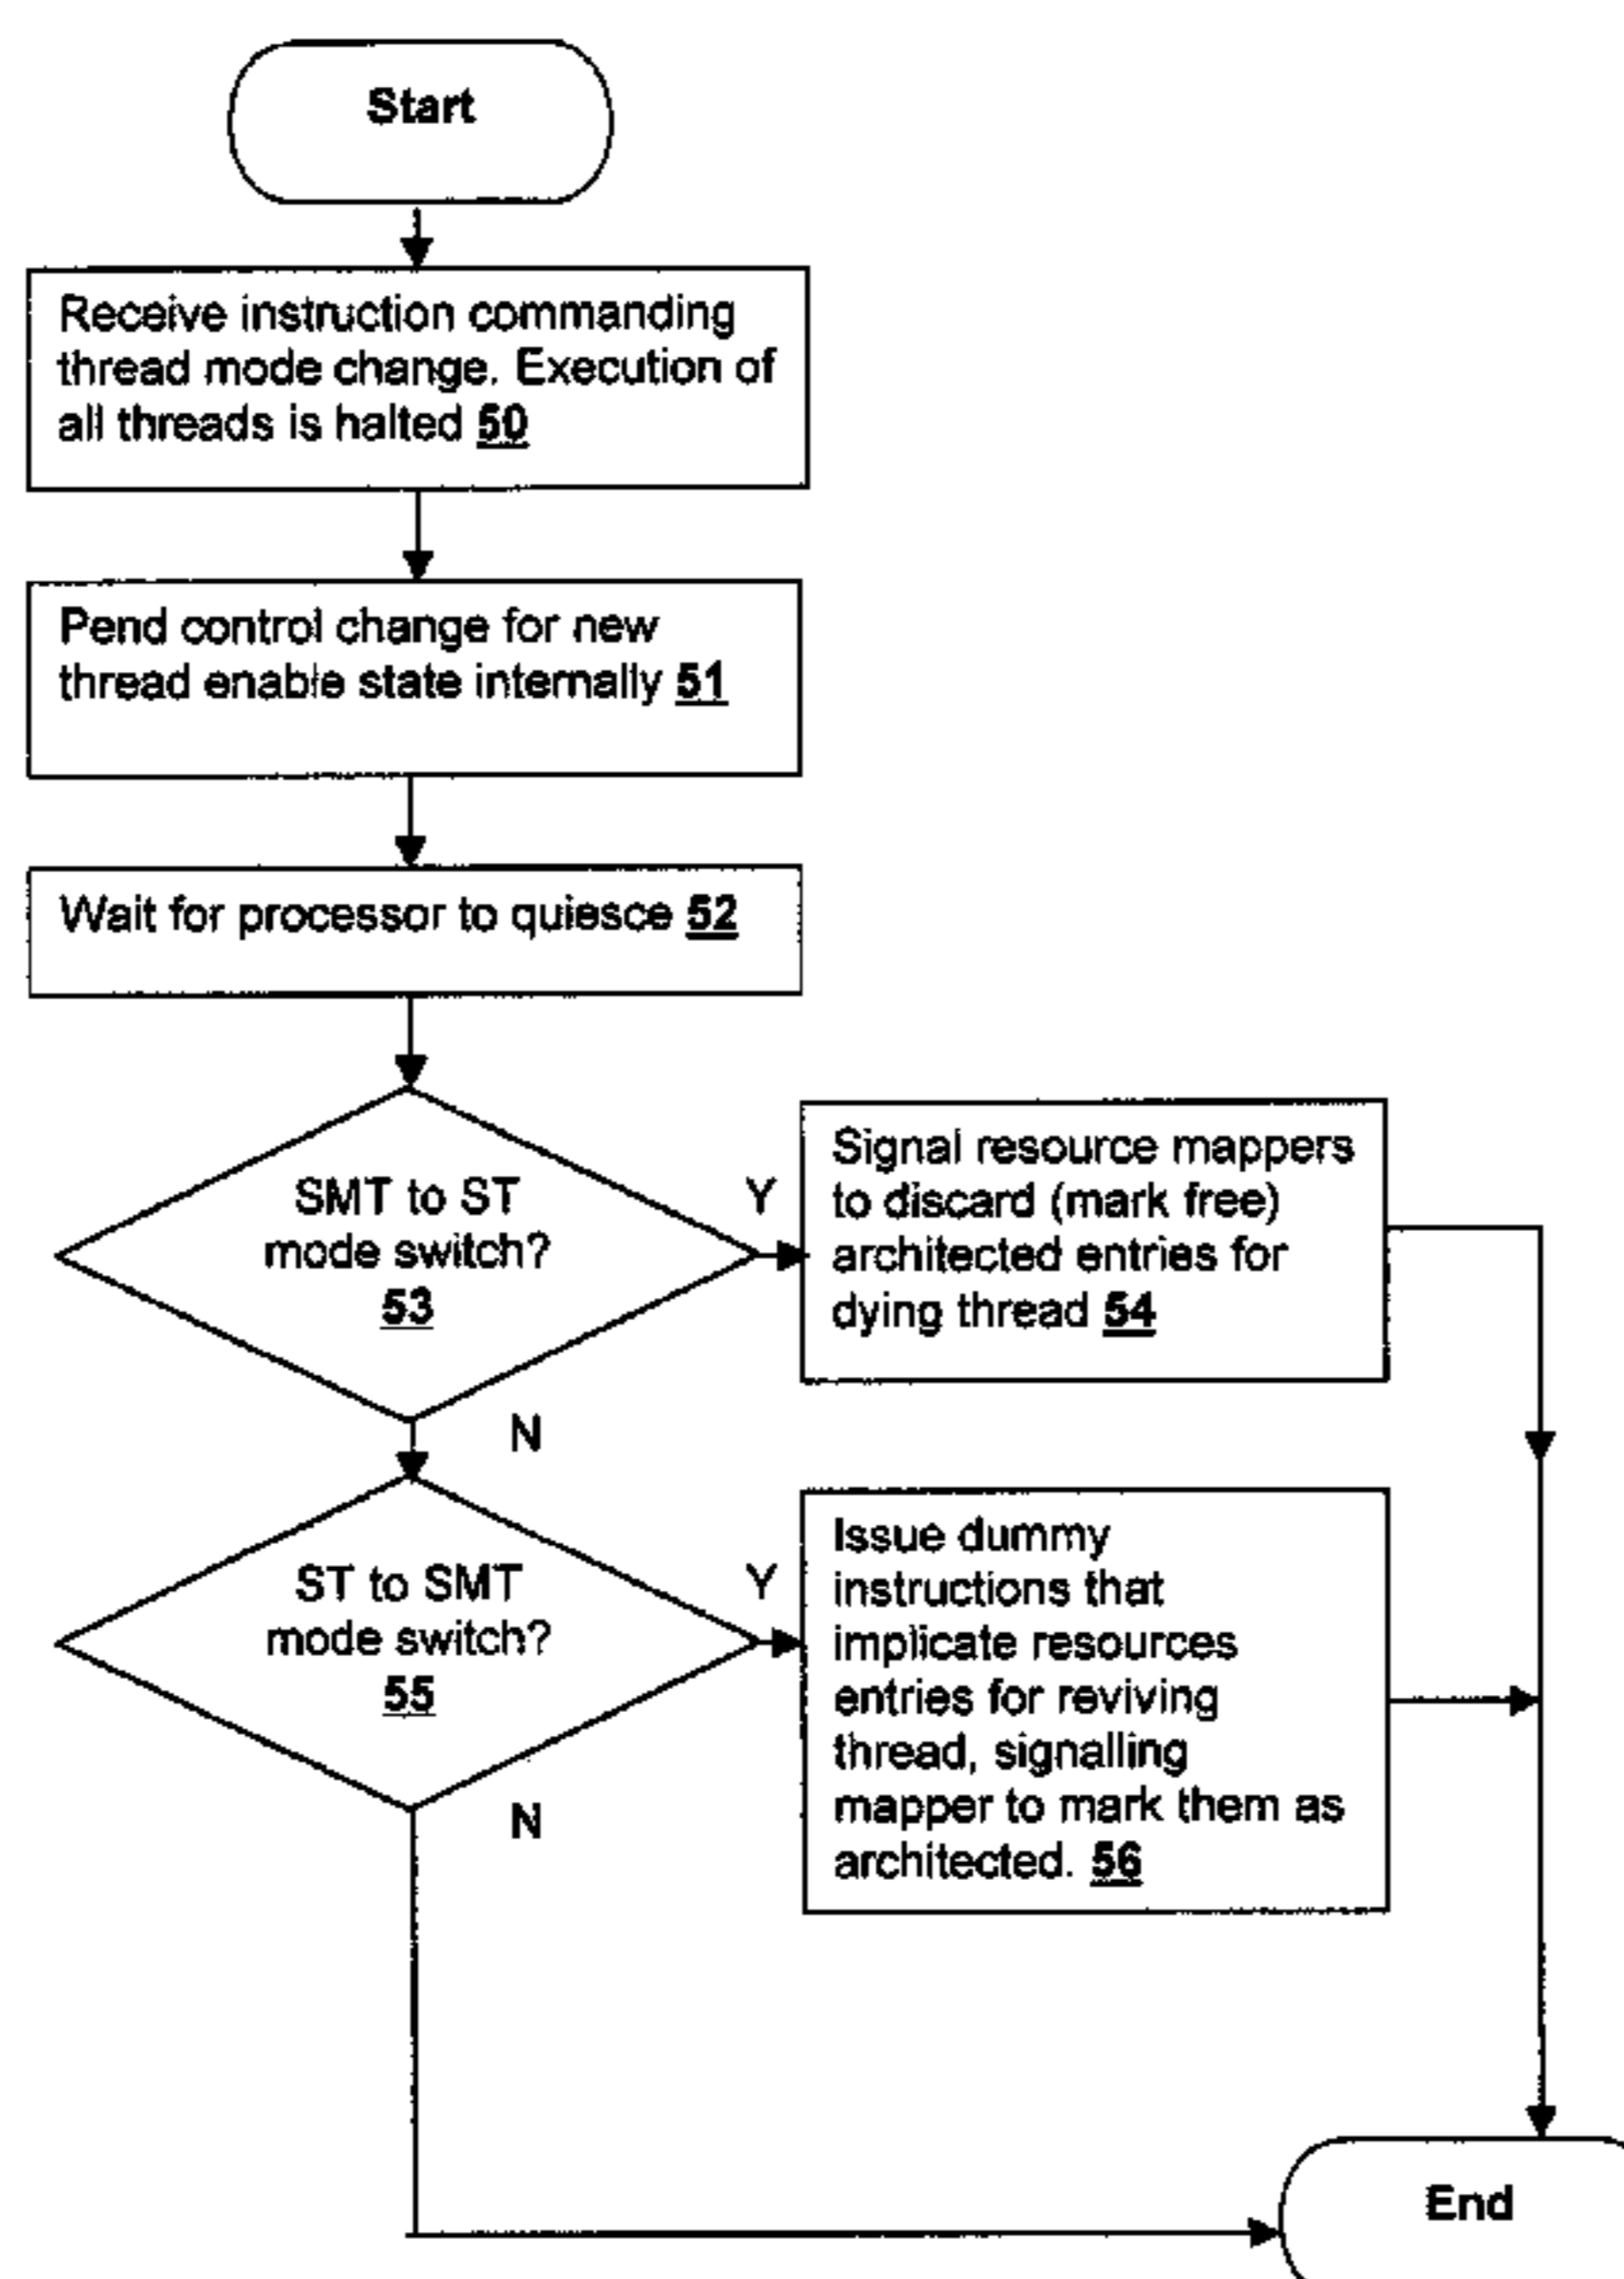 Start
Receive instruction commanding
thread mode change. Execution of
all threads is halted 50
Pend control change for new
thread enable state internally 51
Wait for processor to quiesce 52
SMT to ST
mode switch?
53
Y
Signal resource mappers
to discard (mark free)
architected entries for
dying thread 54
N
ST to SMT
mode switch?
55
Y
Issue dummy
instructions that
implicate resources
entries for reviving
thread, signalling
mapper to mark them as
architected. 56
N
End